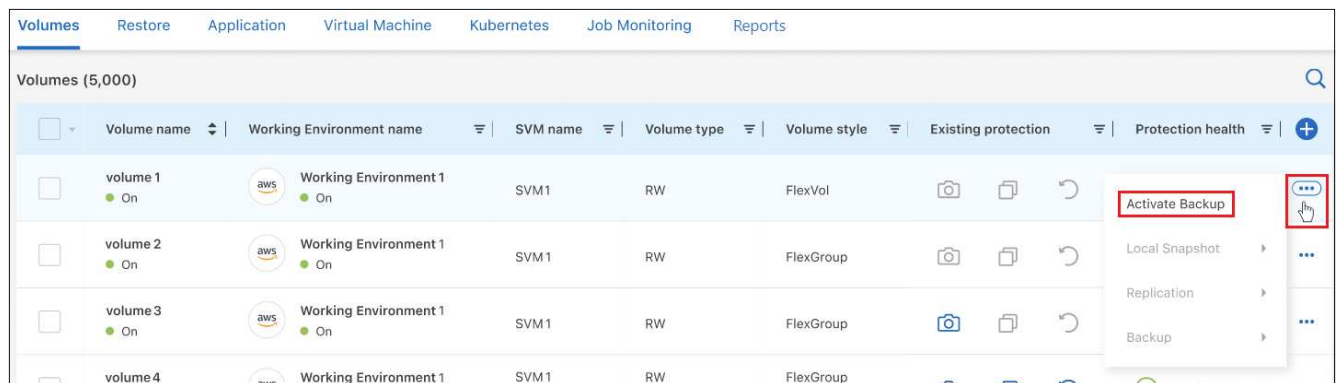 Volumes Restore Application Virtual Machine Kubernetes Job Monitoring Reports
Volumes (5,000)
Volume name Working Environment name SVM name Volume type Volume style Existing protection Protection health
volume 1 aws Working Environment 1 SVM1 RW FlexVol
On On
Activate Backup
volume 2 aws Working Environment 1 SVM1 RW FlexGroup
On On
Local Snapshot
Replication
volume 3 aws Working Environment 1 SVM1 RW FlexGroup
On On
Backup
volume 4 Working Environment 1 SVM1 RW FlexGroup